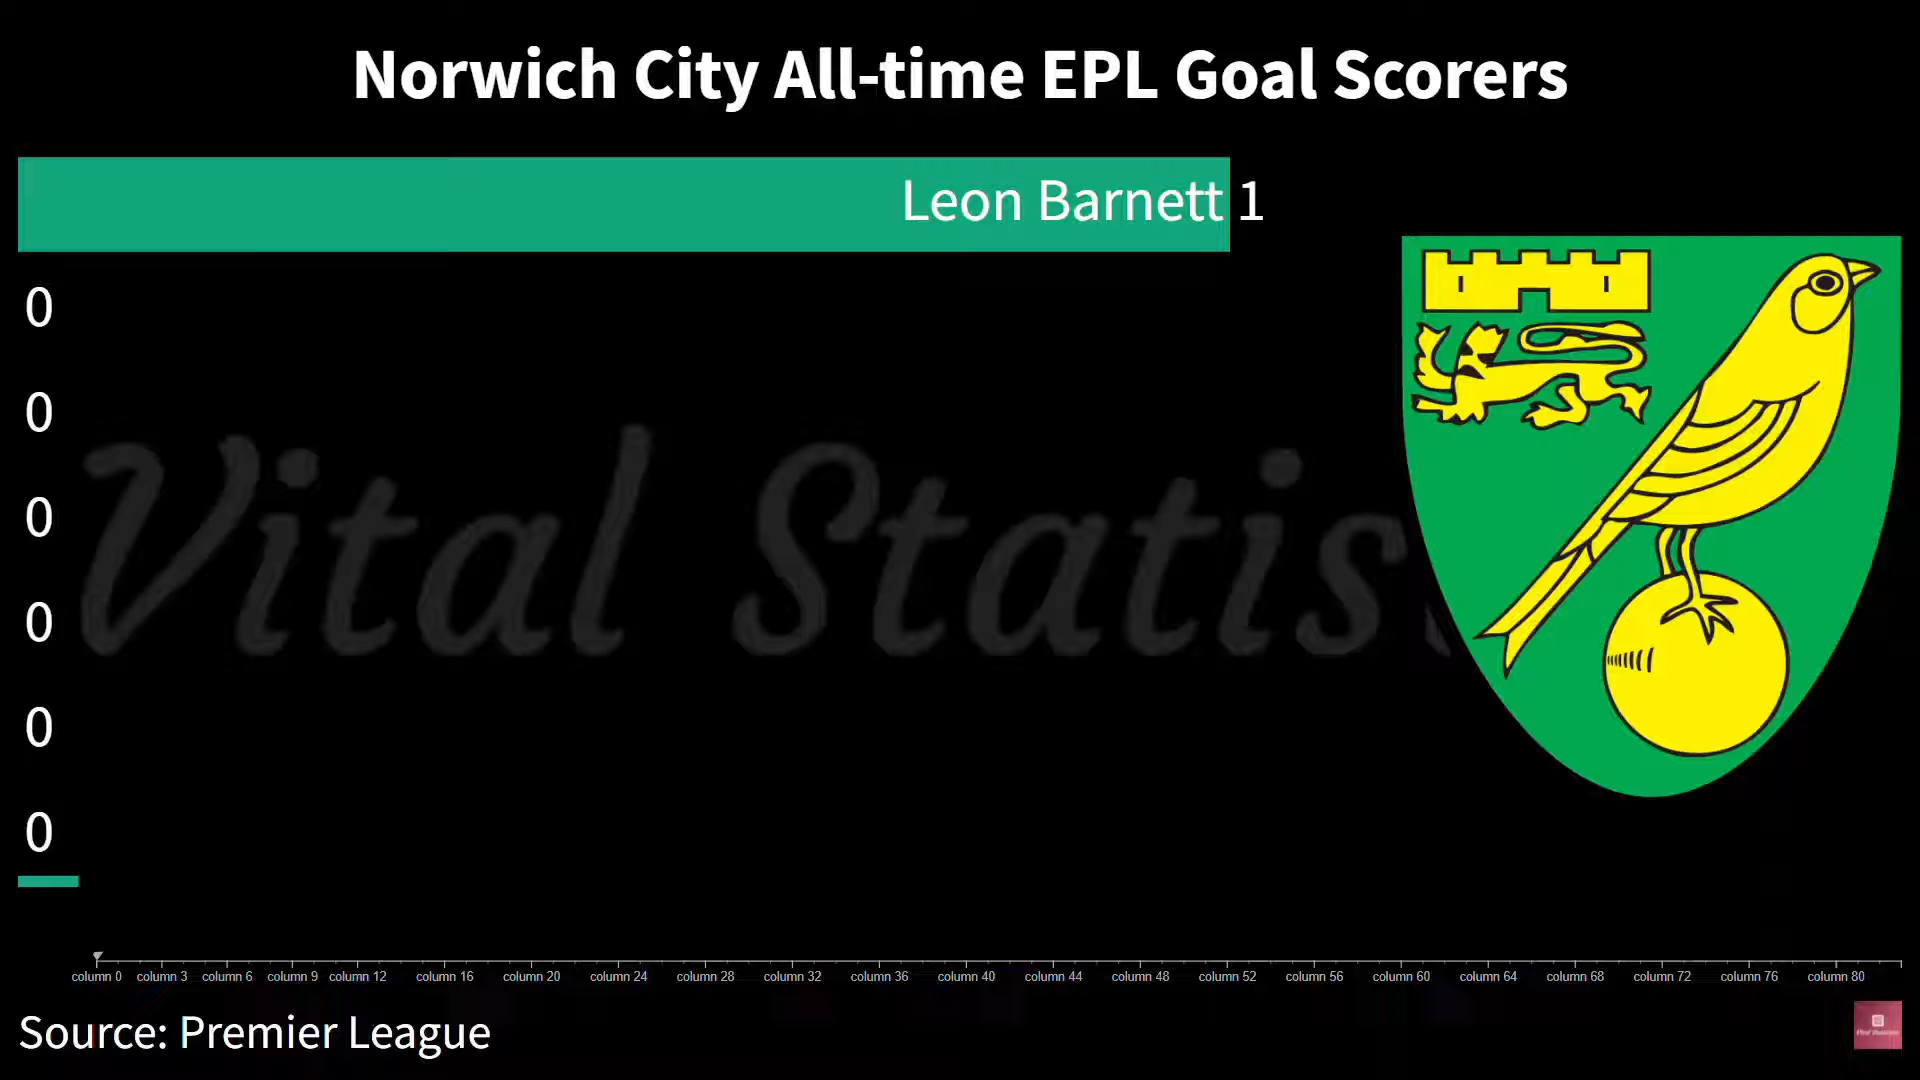 Norwich City All-time EPL Goal Scorers
Leon Barnett 1
0
0
0
0
0
0
Vital Statis
column 0 column 3 column 6 column 9 column 12 column 16 column 20 column 24 column 28 column 32 column 36 column 40 column 44 column 48 column 52 column 56 column 60 column 64 column 68 column 72 column 76 column 80
Source: Premier League